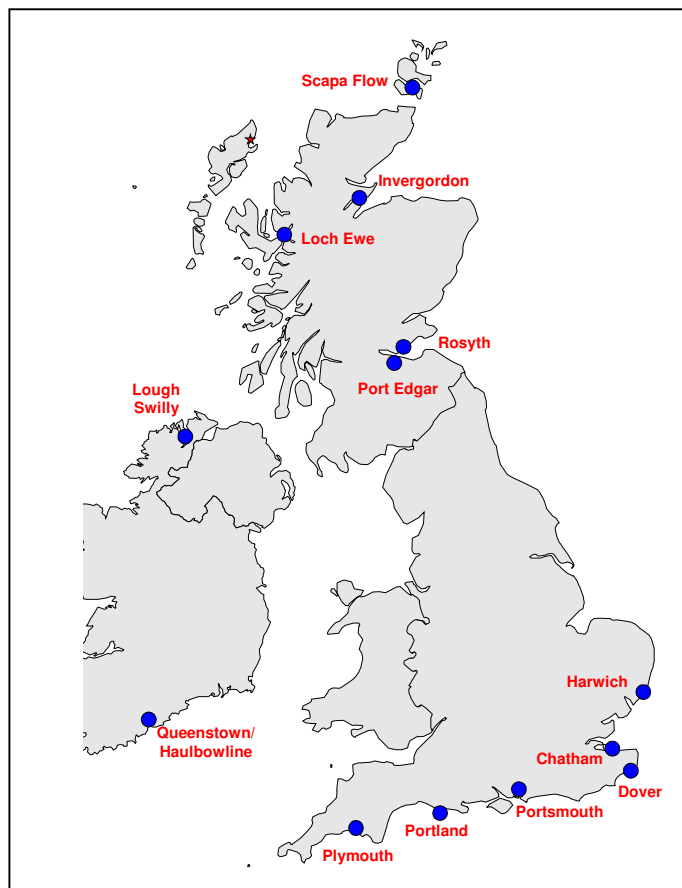 Scapa Flow
Invergordon
Loch Ewe
Rosyth
Port Edgar
Lough
Swilly
Harwich
Queenstown/
Haulbowline
Chatham
Dover
Portsmouth
Portland
Plymouth